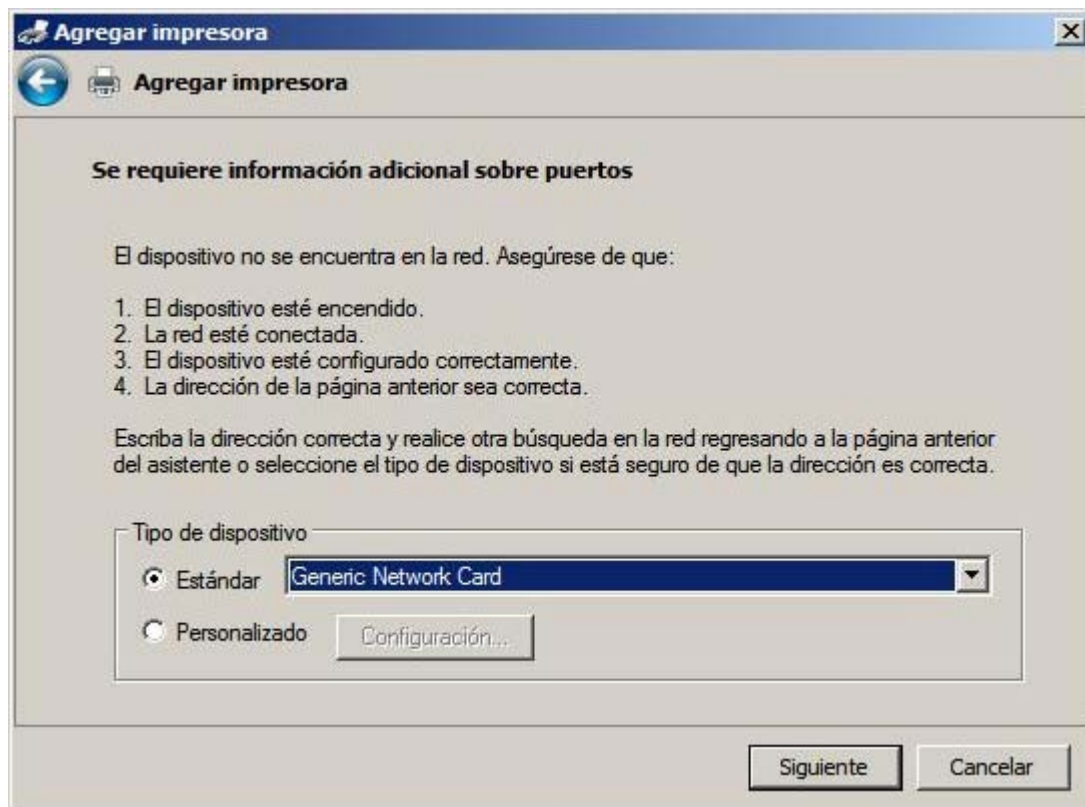 Agregar impresora
Agregar impresora
Se requiere información adicional sobre puertos
El dispositivo no se encuentra en la red. Asegúrese de que:
1. El dispositivo esté encendido.
2. La red esté conectada.
3. El dispositivo esté configurado correctamente.
4. La dirección de la página anterior sea correcta.
Escriba la dirección correcta y realice otra búsqueda en la red regresando a la página anterior
del asistente o seleccione el tipo de dispositivo si está seguro de que la dirección es correcta.
Tipo de dispositivo
Estándar Generic Network Card
Personalizado Configuración...
Siguiente Cancelar